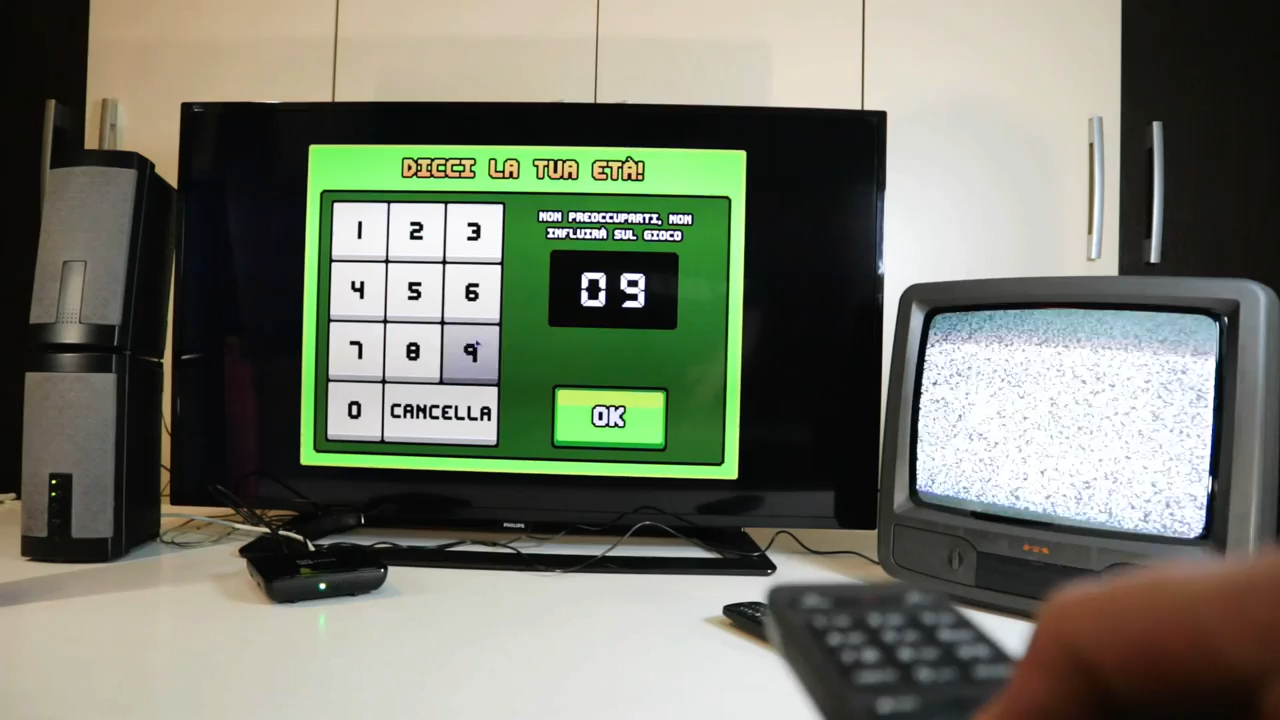 DICCI LA TUA ETÀ!
NON PREOCCUPARTI, NON
INFLUIRÀ SUL GIOCO
1 2 3
4 5 6
7 8 9
0 CANCELLA
09
OK
PHILIPS